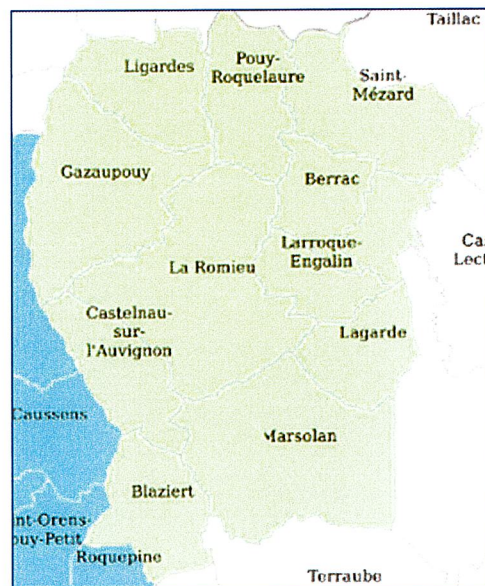 Taillac
Ligardes
Pouy-
Roquelaure
Saint-
Mézard
Gazaupouy
Berrac
Larroque-
Engalin
La Romieu
Castelnau-
sur-
l'Auvignon
Lagarde
Caussens
Marsolan
Blaziert
Roquepine
Terraube